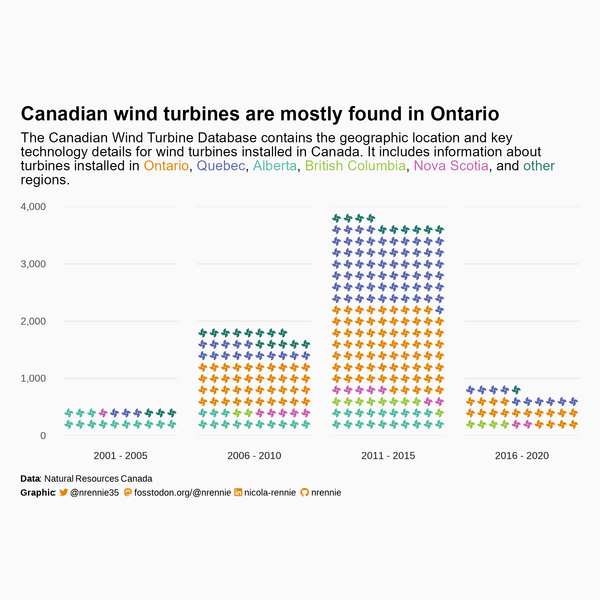 Canadian wind turbines are mostly found in Ontario
The Canadian Wind Turbine Database contains the geographic location and key
technology details for wind turbines installed in Canada. It includes information about
turbines installed in Ontario, Quebec, Alberta, British Columbia, Nova Scotia, and other
regions.
4,000
3,000
2,000
1,000
0
2001 - 2005 2006 - 2010 2011 - 2015 2016 - 2020
Data: Natural Resources Canada
Graphic: @nrennie35 fosstodon.org/@nrennie nicola-rennie nrennie